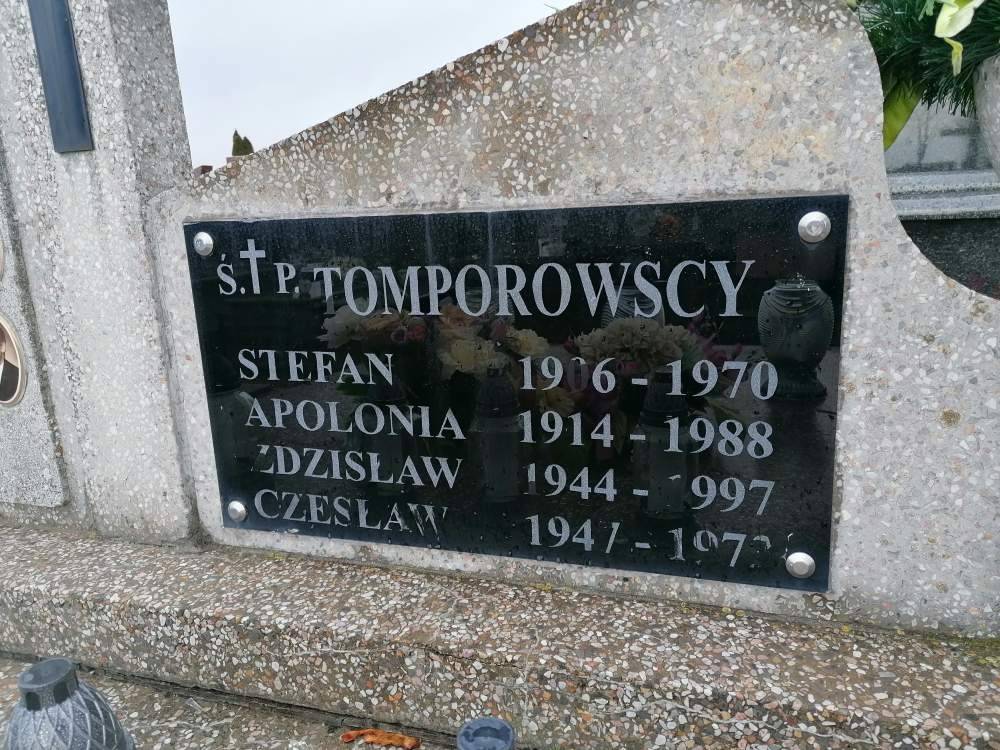 Ś.†P. TOMPOROWSCY
STEFAN 1906 - 1970
APOLONIA 1914 - 1988
ZDZISŁAW 1944 - 1997
CZESŁAW 1947 -